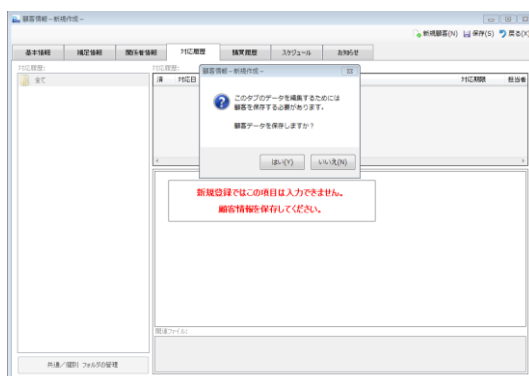 顧客情報－新規作成－
新規顧客(N) 保存(S) 戻る(X)
基本情報 補足情報 関係者情報 対応履歴 購買履歴 スケジュール お知らせ
対応履歴: 対応履歴:
全て
済 対応日 対応期限 担当者
顧客情報－新規作成－
このタブのデータを編集するためには
顧客を保存する必要があります。
顧客データを保存しますか？
はい(Y) いいえ(N)
新規登録ではこの項目は入力できません。
顧客情報を保存してください。
関連ファイル:
共通／個別 フォルダの管理